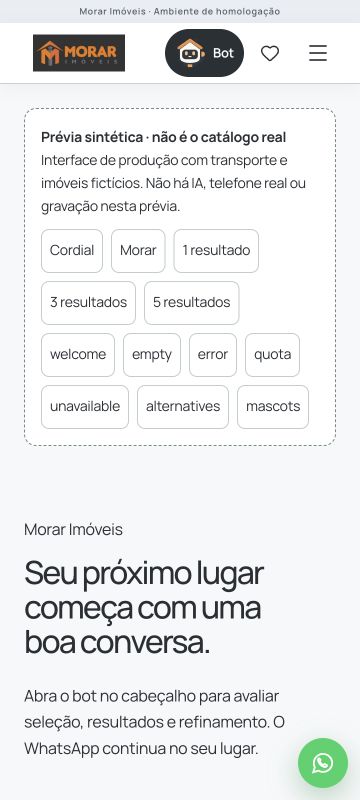 Morar Imóveis · Ambiente de homologação
MORAR
IMÓVEIS
Bot
Prévia sintética · não é o catálogo real
Interface de produção com transporte e
imóveis fictícios. Não há IA, telefone real ou
gravação nesta prévia.
Cordial
Morar
1 resultado
3 resultados
5 resultados
welcome
empty
error
quota
unavailable
alternatives
mascots
Morar Imóveis
Seu próximo lugar
começa com uma
boa conversa.
Abra o bot no cabeçalho para avaliar
seleção, resultados e refinamento. O
WhatsApp continua no seu lugar.